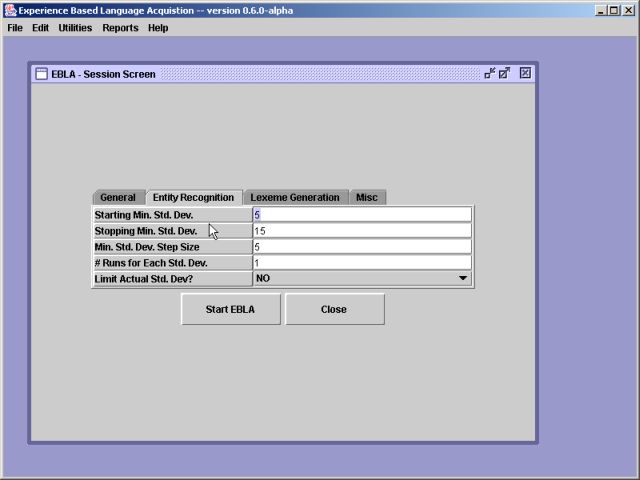 Experience Based Language Acquistion -- version 0.6.0-alpha
File Edit Utilities Reports Help
EBLA - Session Screen
General Entity Recognition Lexeme Generation Misc
Starting Min. Std. Dev. 5
Stopping Min. Std. Dev. 15
Min. Std. Dev. Step Size 5
# Runs for Each Std. Dev. 1
Limit Actual Std. Dev? NO
Start EBLA Close